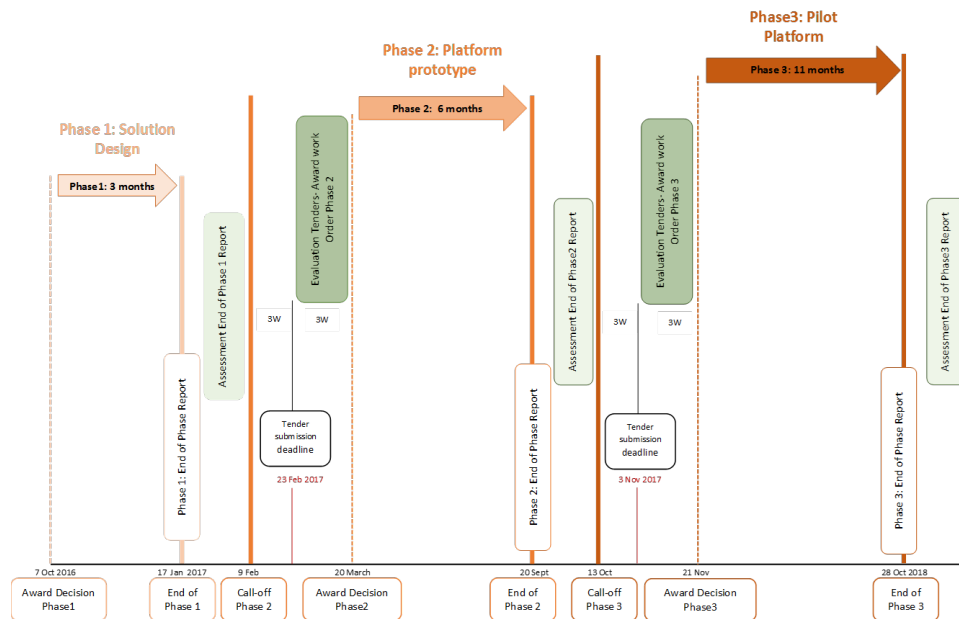 Phase 1: Solution
Design
Phase1: 3 months
Phase 2: Platform
prototype
Phase 2:  6 months
Phase3: Pilot
Platform
Phase 3: 11 months
Phase 1: End of Phase Report
Assessment End of Phase1 Report
Evaluation Tenders- Award work
Order Phase 2
3W
3W
Tender
submission
deadline
23 Feb 2017
Phase 2: End of Phase Report
Assessment End of Phase2 Report
Evaluation Tenders- Award work
Order Phase 3
3W
3W
Tender
submission
deadline
3 Nov 2017
Phase 3: End of Phase Report
Assessment End of Phase3 Report
7 Oct 2016
17 Jan 2017
9 Feb
20 March
20 Sept
13 Oct
21 Nov
28 Oct 2018
Award Decision
Phase1
End of
Phase 1
Call-off
Phase 2
Award Decision
Phase2
End of
Phase 2
Call-off
Phase 3
Award Decision
Phase3
End of
Phase 3